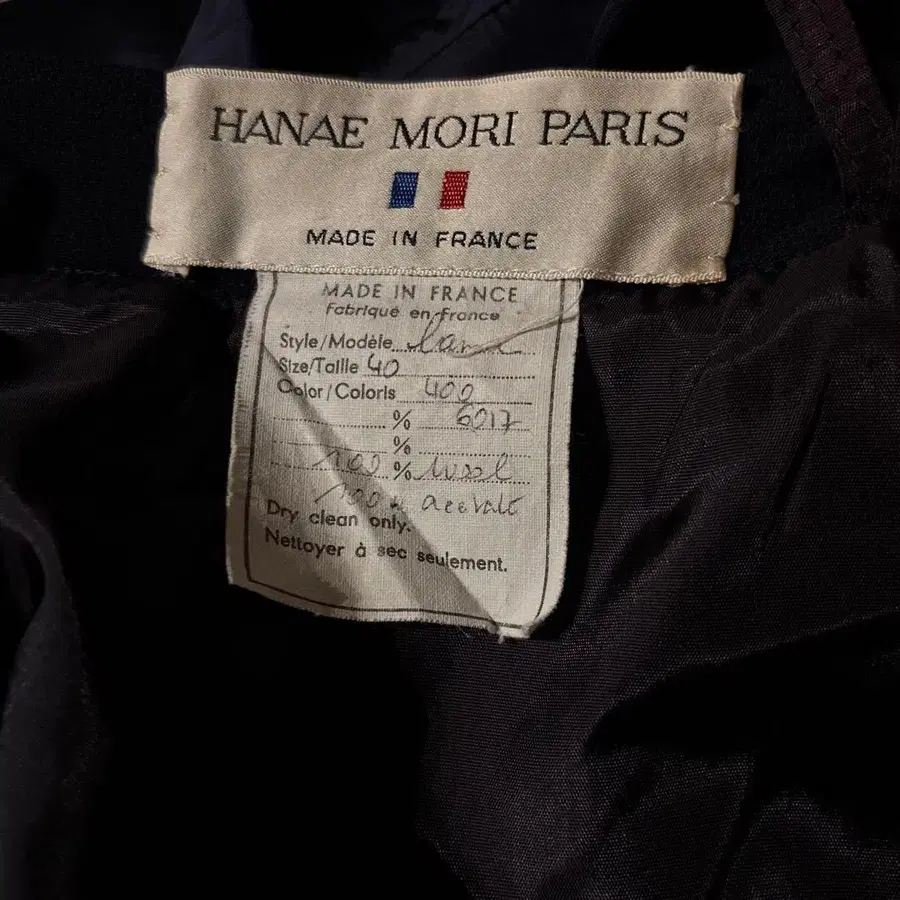 HANAE MORI PARIS
MADE IN FRANCE
MADE IN FRANCE
Fabriqué en France
Style/Modèle
Size/Taille 40
Color/Coloris 400
% 6017
%
100 % wool
100 % acetate
Dry clean only.
Nettoyer à sec seulement.